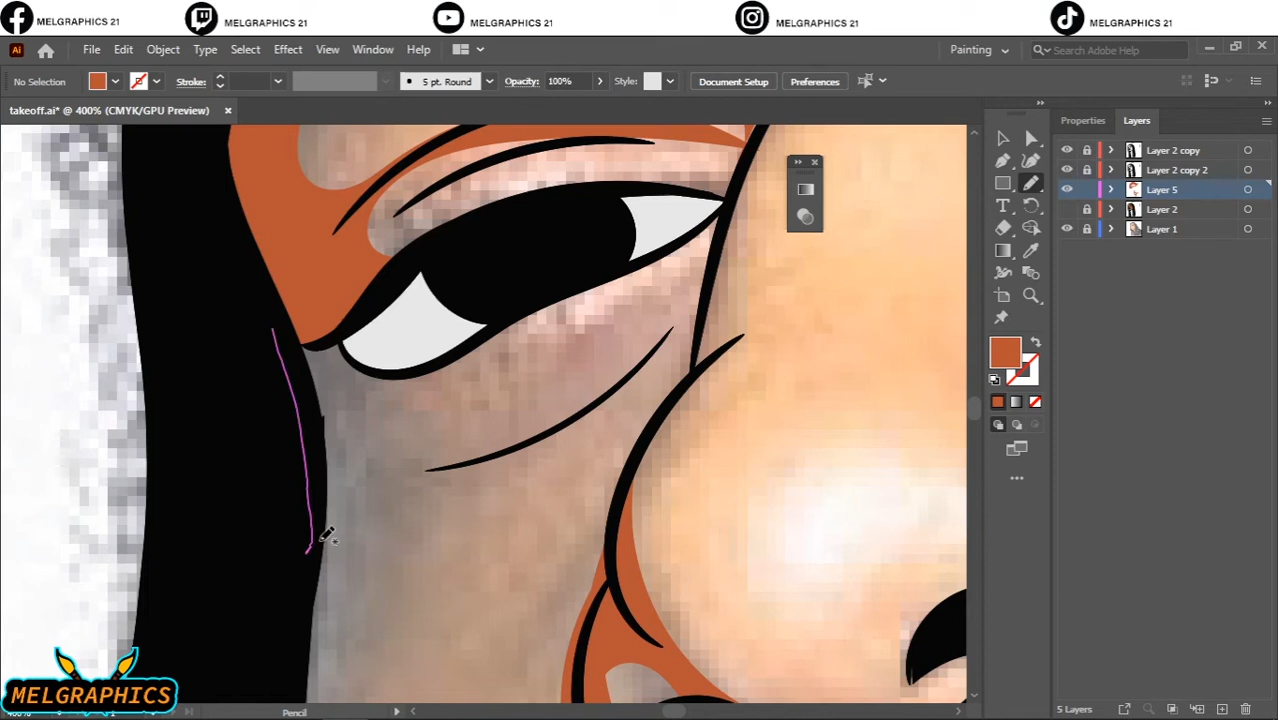 MELGRAPHICS 21
MELGRAPHICS 21
MELGRAPHICS 21
MELGRAPHICS 21
MELGRAPHICS 21
Ai
File Edit Object Type Select Effect View Window Help
Painting
Search Adobe Help
No Selection
Stroke:
5 pt. Round
Opacity: 100%
Style:
Document Setup
Preferences
takeoff.ai* @ 400% (CMYK/GPU Preview)
Properties
Layers
Layer 2 copy
Layer 2 copy 2
Layer 5
Layer 2
Layer 1
MELGRAPHICS
Pencil
5 Layers